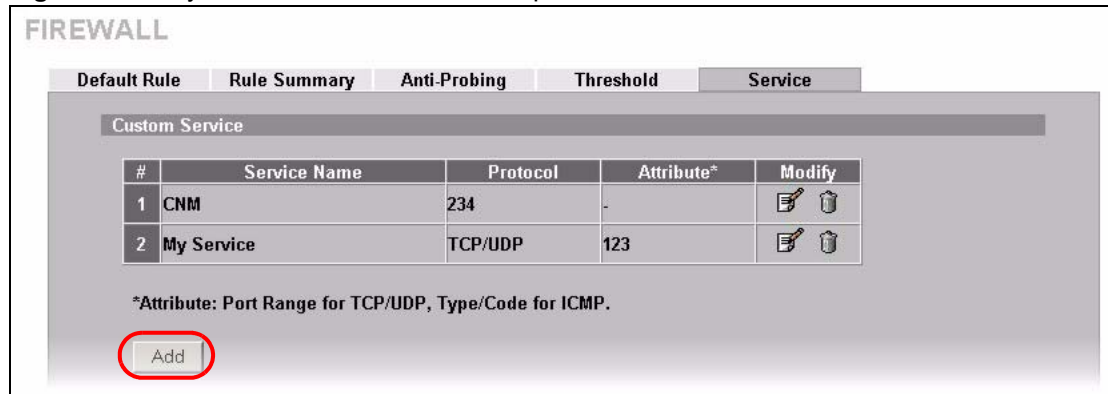 FIREWALL
Default Rule Rule Summary Anti-Probing Threshold Service
Custom Service
# Service Name Protocol Attribute* Modify
1 CNM 234 -
2 My Service TCP/UDP 123
*Attribute: Port Range for TCP/UDP, Type/Code for ICMP.
Add